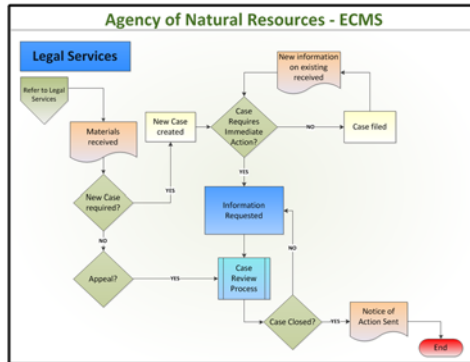 Agency of Natural Resources - ECMS
Legal Services
Refer to Legal
Services
Materials
received
New Case
required?
YES
NO
Appeal?
YES
New Case
created
Case
Requires
Immediate
Action?
NO
Case filed
New information
on existing
received
YES
Information
Requested
NO
Case
Review
Process
Case Closed?
YES
Notice of
Action Sent
End